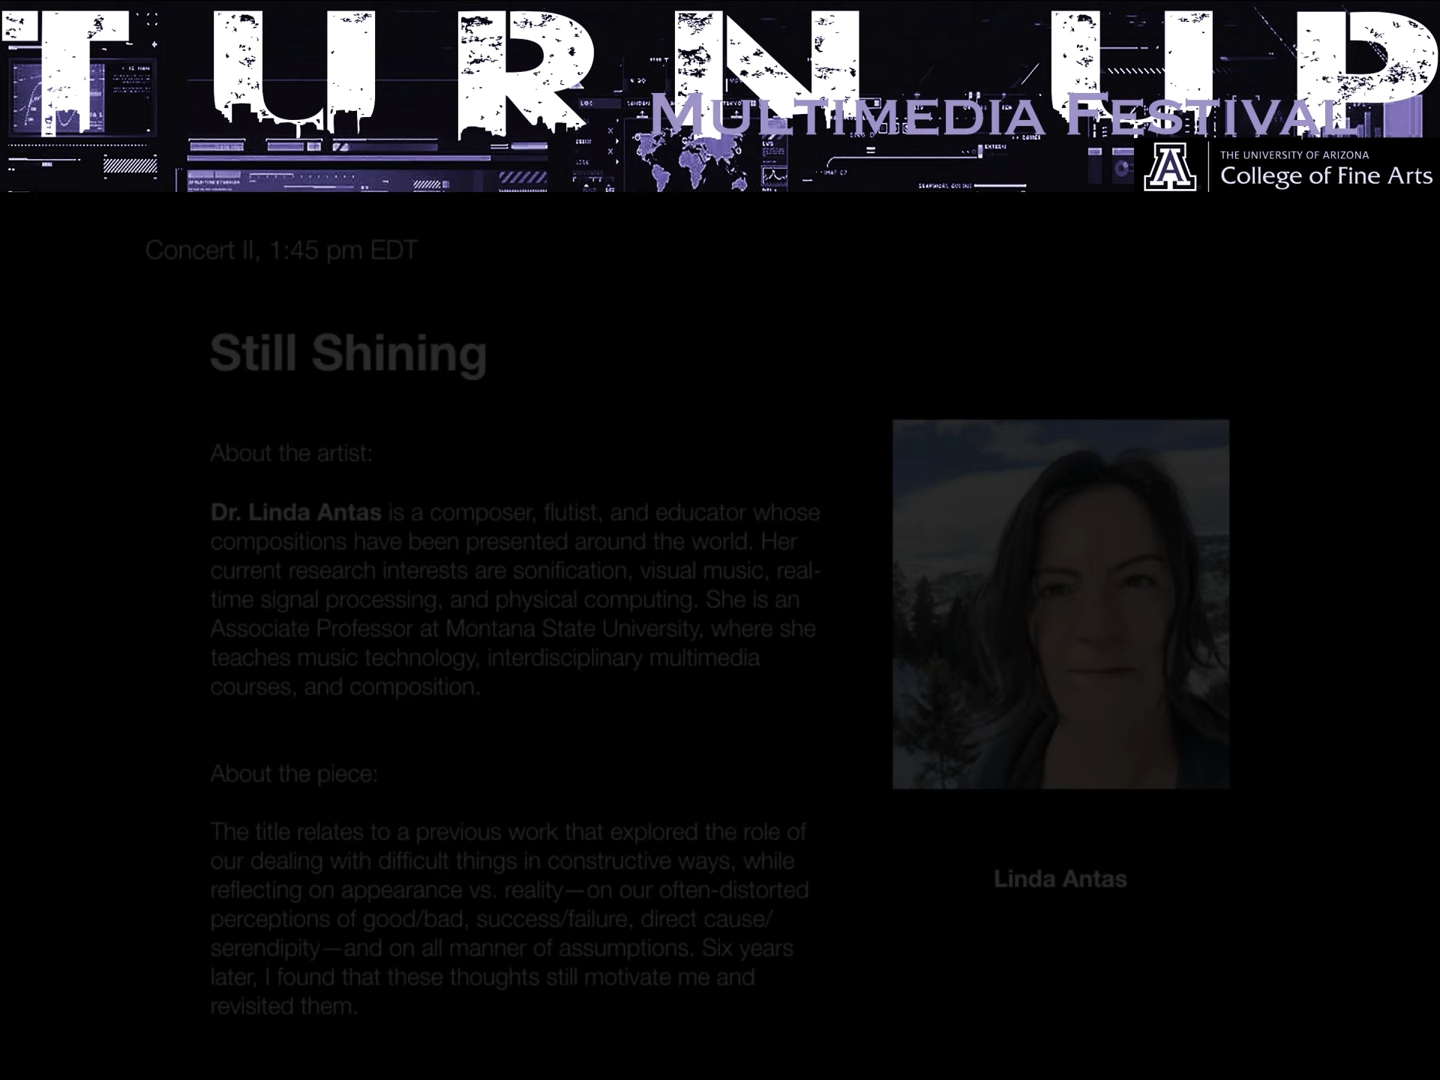 TURN UP
MULTIMEDIA FESTIVAL
THE UNIVERSITY OF ARIZONA
College of Fine Arts
Concert II, 1:45 pm EDT
Still Shining
About the artist:
Dr. Linda Antas is a composer, flutist, and educator whose
compositions have been presented around the world. Her
current research interests are sonification, visual music, real-
time signal processing, and physical computing. She is an
Associate Professor at Montana State University, where she
teaches music technology, interdisciplinary multimedia
courses, and composition.
About the piece:
The title relates to a previous work that explored the role of
our dealing with difficult things in constructive ways, while
reflecting on appearance vs. reality—on our often-distorted
perceptions of good/bad, success/failure, direct cause/
serendipity—and on all manner of assumptions. Six years
later, I found that these thoughts still motivate me and
revisited them.
Linda Antas